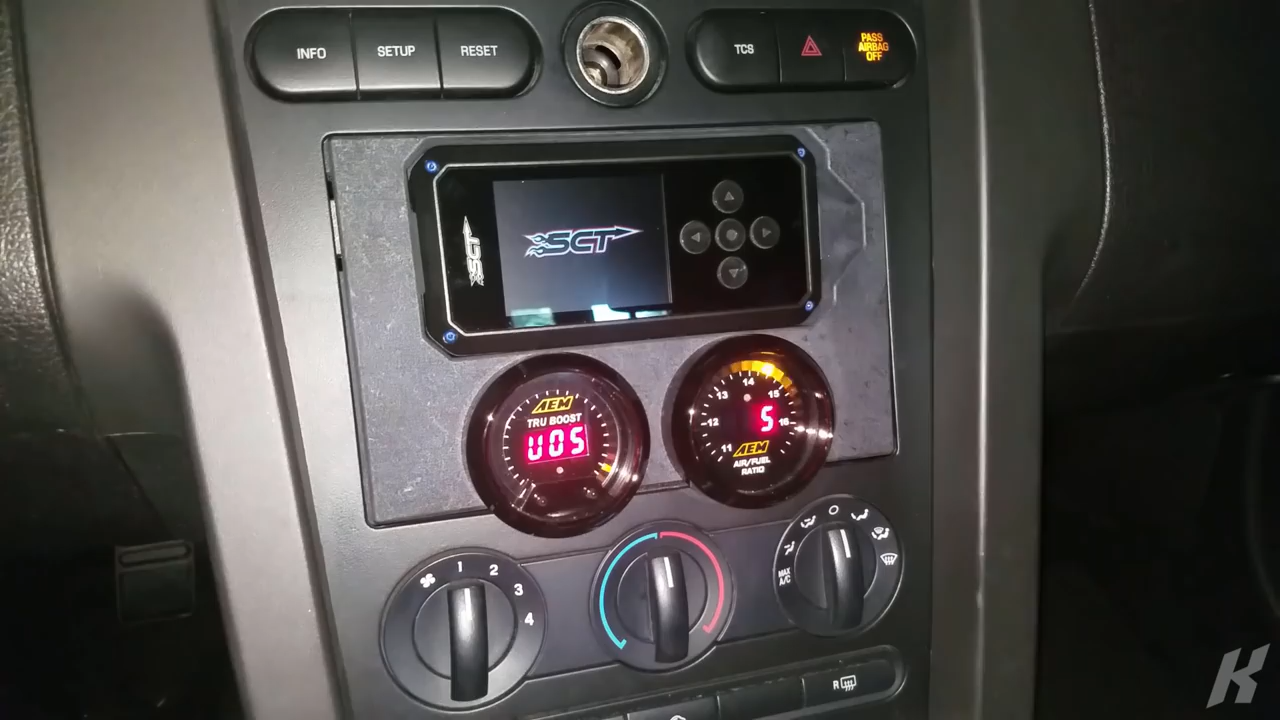 INFO
SETUP
RESET
TCS
PASS
AIRBAG
OFF
SCT
SCT
AEM
TRU BOOST
U05
11
12
13
14
15
16
5
AEM
AIR/FUEL
RATIO
1
2
3
4
MAX
A/C
R
K